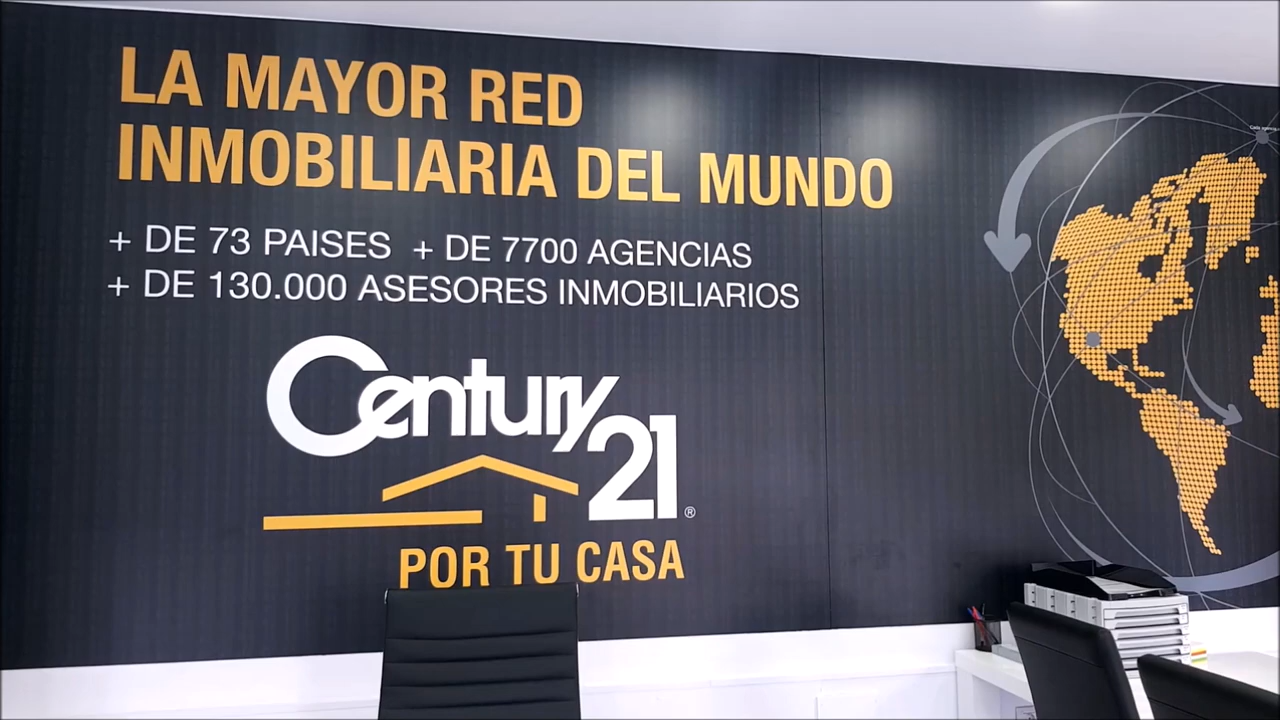 LA MAYOR RED
INMOBILIARIA DEL MUNDO
+ DE 73 PAISES + DE 7700 AGENCIAS
+ DE 130.000 ASESORES INMOBILIARIOS
Century
21®
POR TU CASA